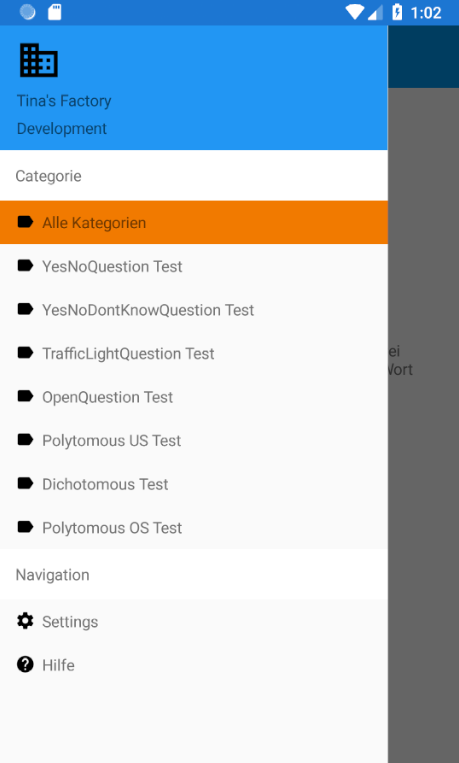 1:02
Tina's Factory
Development
Categorie
Alle Kategorien
YesNoQuestion Test
YesNoDontKnowQuestion Test
TrafficLightQuestion Test
ei
Wort
OpenQuestion Test
Polytomous US Test
Dichotomous Test
Polytomous OS Test
Navigation
Settings
Hilfe